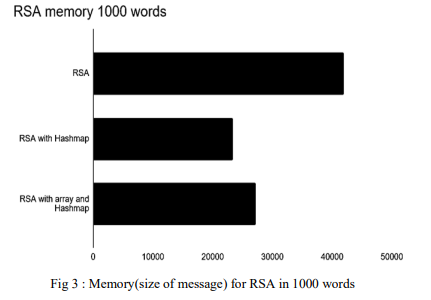 RSA memory 1000 words
RSA
RSA with Hashmap
RSA with array and
Hashmap
0 10000 20000 30000 40000 50000
Fig 3 : Memory(size of message) for RSA in 1000 words